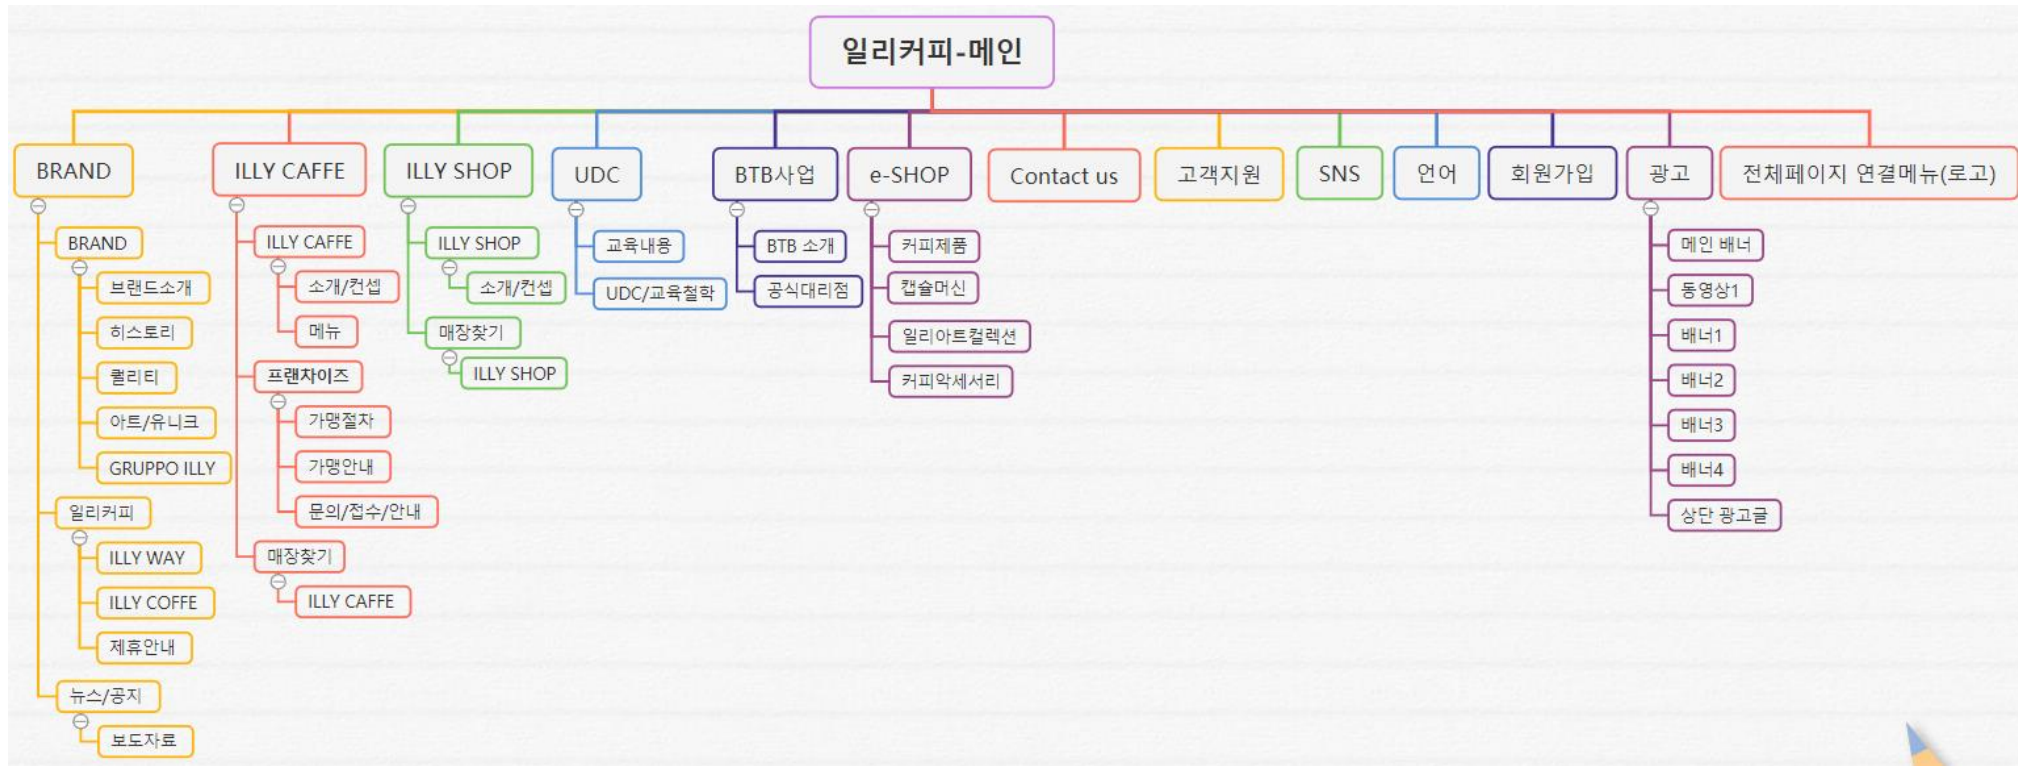 일리커피-메인
BRAND
ILLY CAFFE
ILLY SHOP
UDC
BTB사업
e-SHOP
Contact us
고객지원
SNS
언어
회원가입
광고
전체페이지 연결메뉴(로고)
BRAND
브랜드소개
히스토리
퀄리티
아트/유니크
GRUPPO ILLY
일리커피
ILLY WAY
ILLY COFFE
제휴안내
뉴스/공지
보도자료
ILLY CAFFE
소개/컨셉
메뉴
프랜차이즈
가맹절차
가맹안내
문의/접수/안내
매장찾기
ILLY CAFFE
ILLY SHOP
소개/컨셉
매장찾기
ILLY SHOP
교육내용
UDC/교육철학
BTB 소개
공식대리점
커피제품
캡슐머신
일리아트컬렉션
커피악세서리
메인 배너
동영상1
배너1
배너2
배너3
배너4
상단 광고글